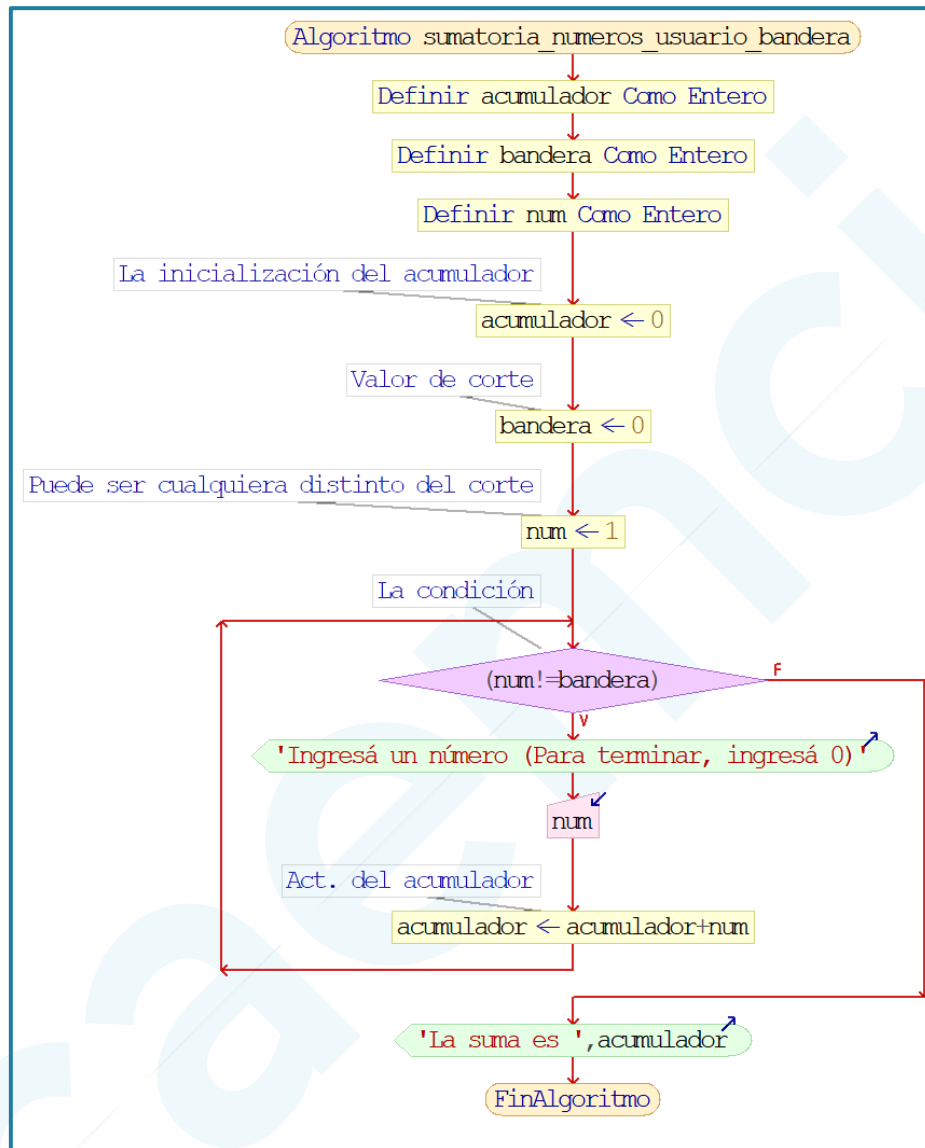 Algoritmo sumatoria_numeros_usuario_bandera
Definir acumulador Como Entero
Definir bandera Como Entero
Definir num Como Entero
La inicialización del acumulador
acumulador ← 0
Valor de corte
bandera ← 0
Puede ser cualquiera distinto del corte
num ← 1
La condición
(num!=bandera)
F
V
'Ingresá un número (Para terminar, ingresá 0)'
num
Act. del acumulador
acumulador ← acumulador+num
'La suma es ',acumulador
FinAlgoritmo